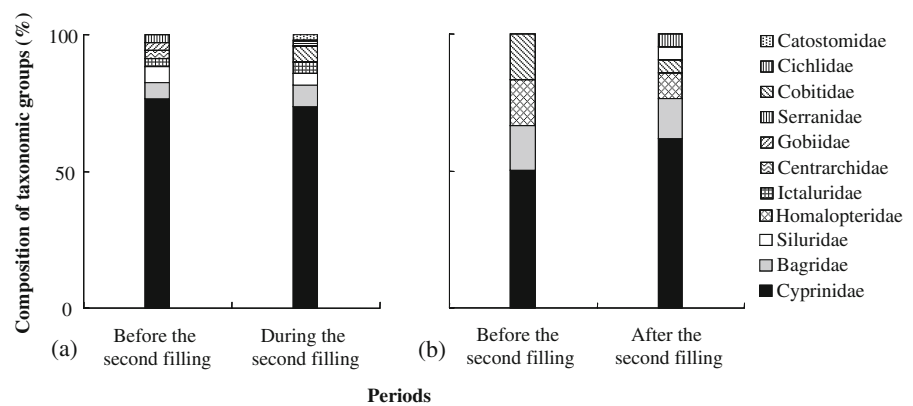 Composition of taxonomic groups (%)
100
50
0
Before the
second filling
During the
second filling
(a)
Before the
second filling
After the
second filling
(b)
Periods
Catostomidae
Cichlidae
Cobitidae
Serranidae
Gobiidae
Centrarchidae
Ictaluridae
Homalopteridae
Siluridae
Bagridae
Cyprinidae